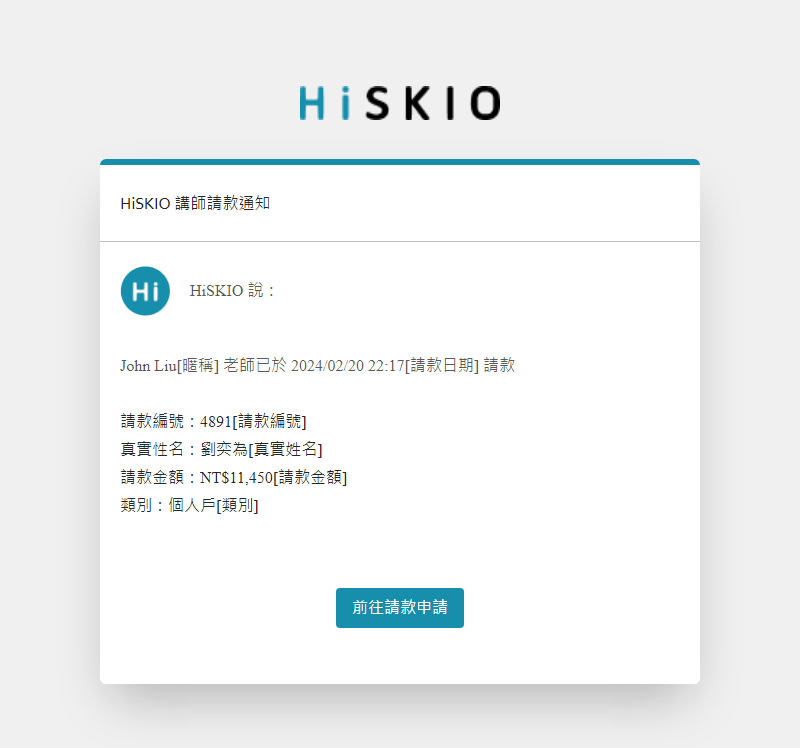 HiSKIO
HiSKIO 講師請款通知
Hi
HiSKIO 說：
John Liu[暱稱] 老師已於 2024/02/20 22:17[請款日期] 請款
請款編號：4891[請款編號]
真實性名：劉奕為[真實姓名]
請款金額：NT$11,450[請款金額]
類別：個人戶[類別]
前往請款申請